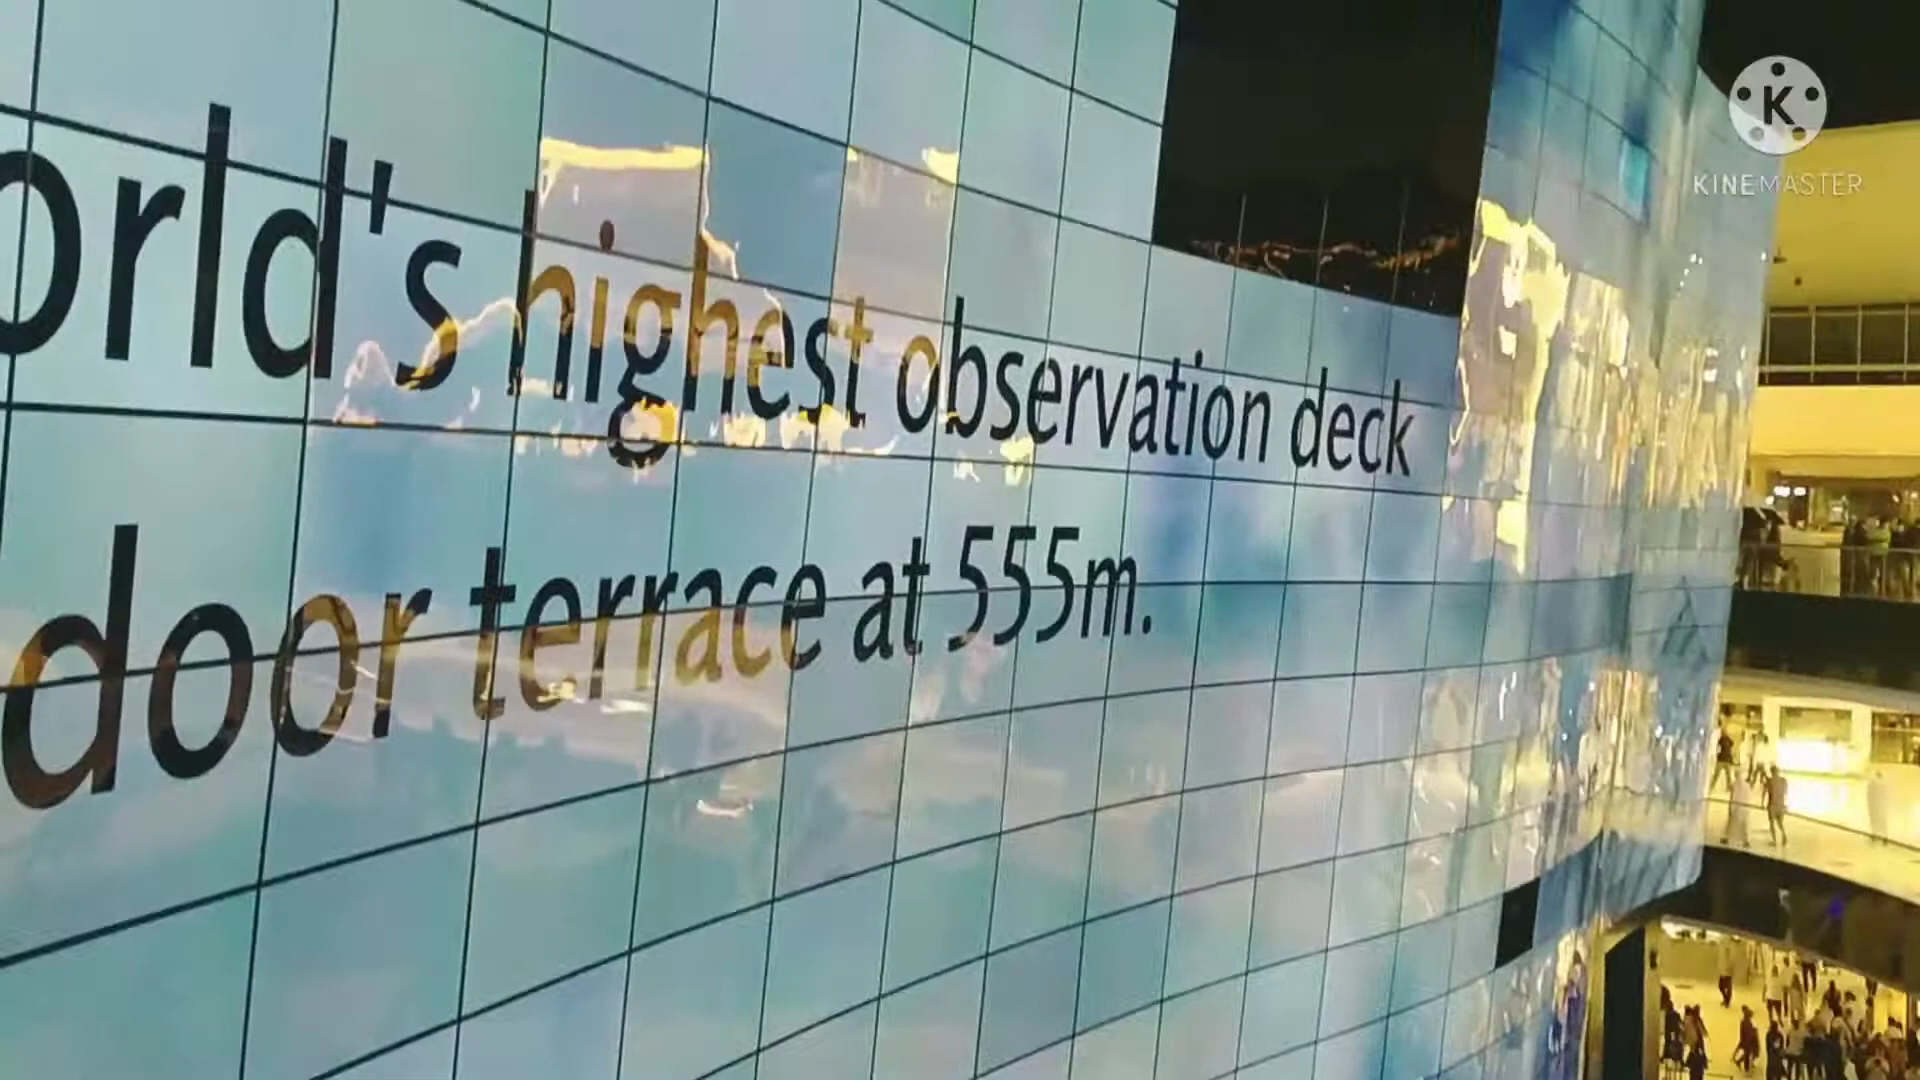 orld's highest observation deck
door terrace at 555m.
K
KINEMASTER